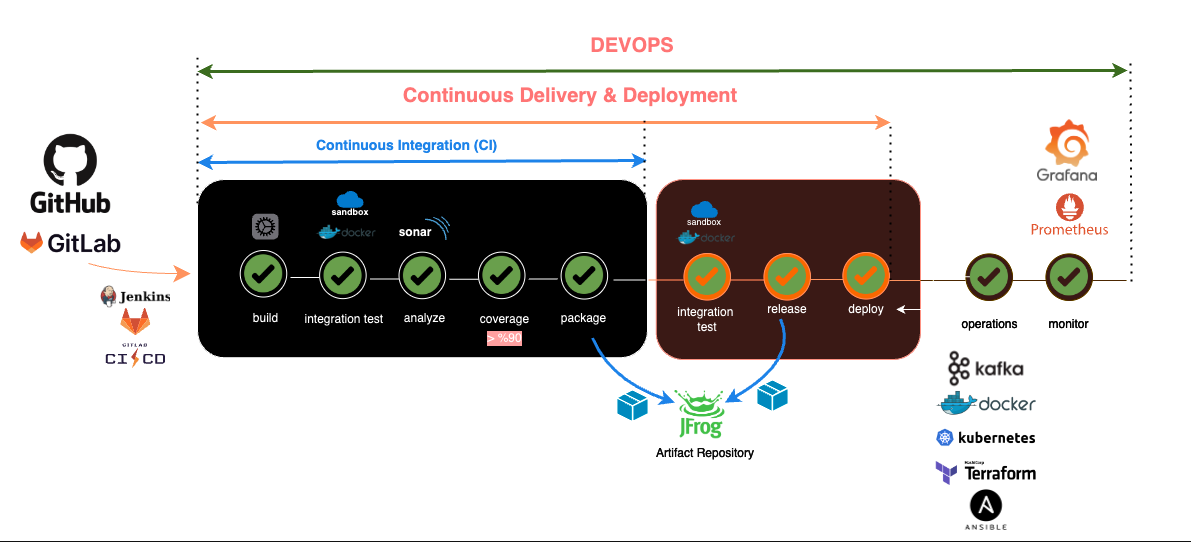 DEVOPS
Continuous Delivery & Deployment
Continuous Integration (CI)
GitHub
GitLab
Jenkins
GITLAB
CI CD
sandbox
docker
sonar
build
integration test
analyze
coverage
> %90
package
sandbox
docker
integration
test
release
deploy
JFrog
Artifact Repository
Grafana
Prometheus
operations
monitor
kafka
docker
kubernetes
HashiCorp
Terraform
ANSIBLE